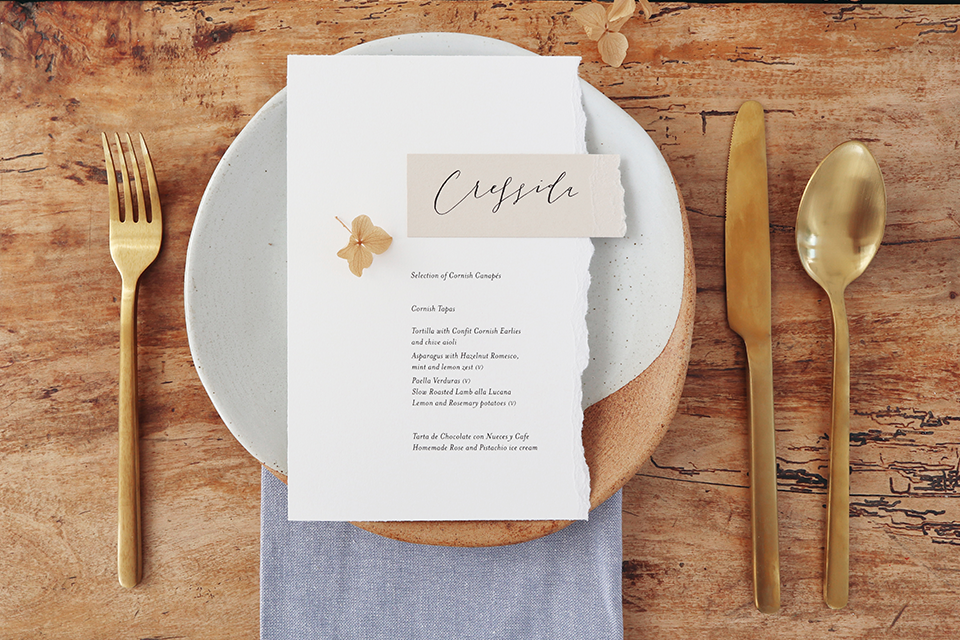 Cressida
Selection of Cornish Canapés
Cornish Tapas
Tortilla with Confit Cornish Earlies
and chive aioli
Asparagus with Hazelnut Romesco,
mint and lemon zest (V)
Paella Verduras (V)
Slow Roasted Lamb alla Lucana
Lemon and Rosemary potatoes (V)
Tarta de Chocolate con Nueces y Cafe
Homemade Rose and Pistachio ice cream